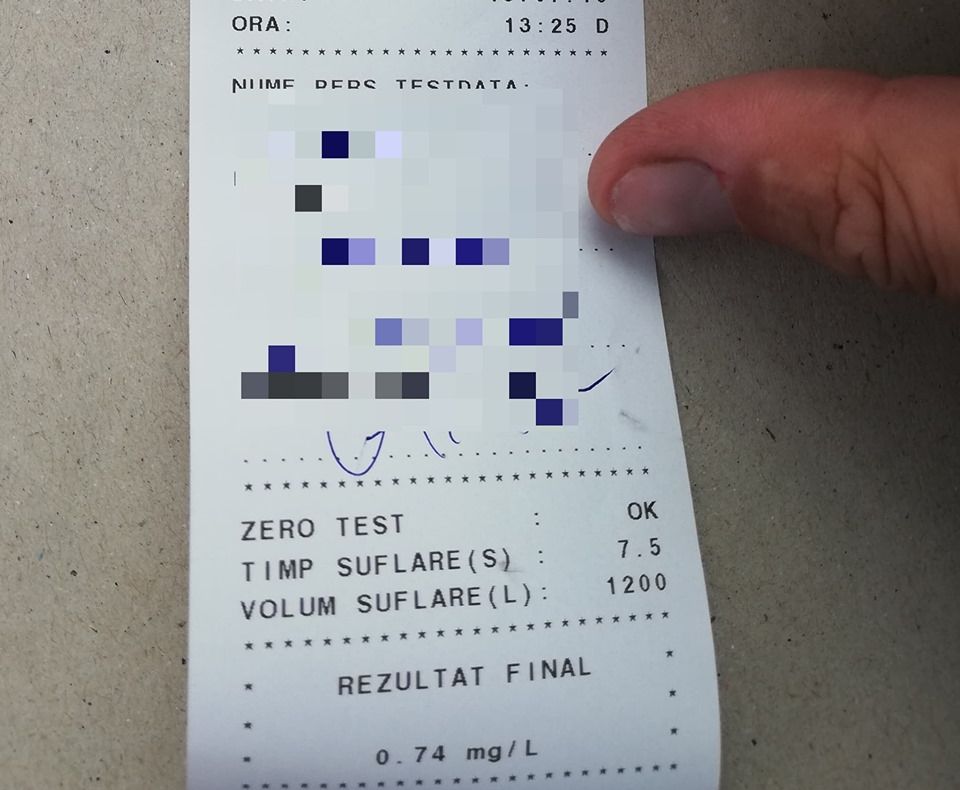 ORA: 13:25 D
*********************
NUME PERS TESTDATA:
*********************
ZERO TEST : OK
TIMP SUFLARE(S) : 7.5
VOLUM SUFLARE(L): 1200
*********************
* REZULTAT FINAL *
* 0.74 mg/L *
*********************